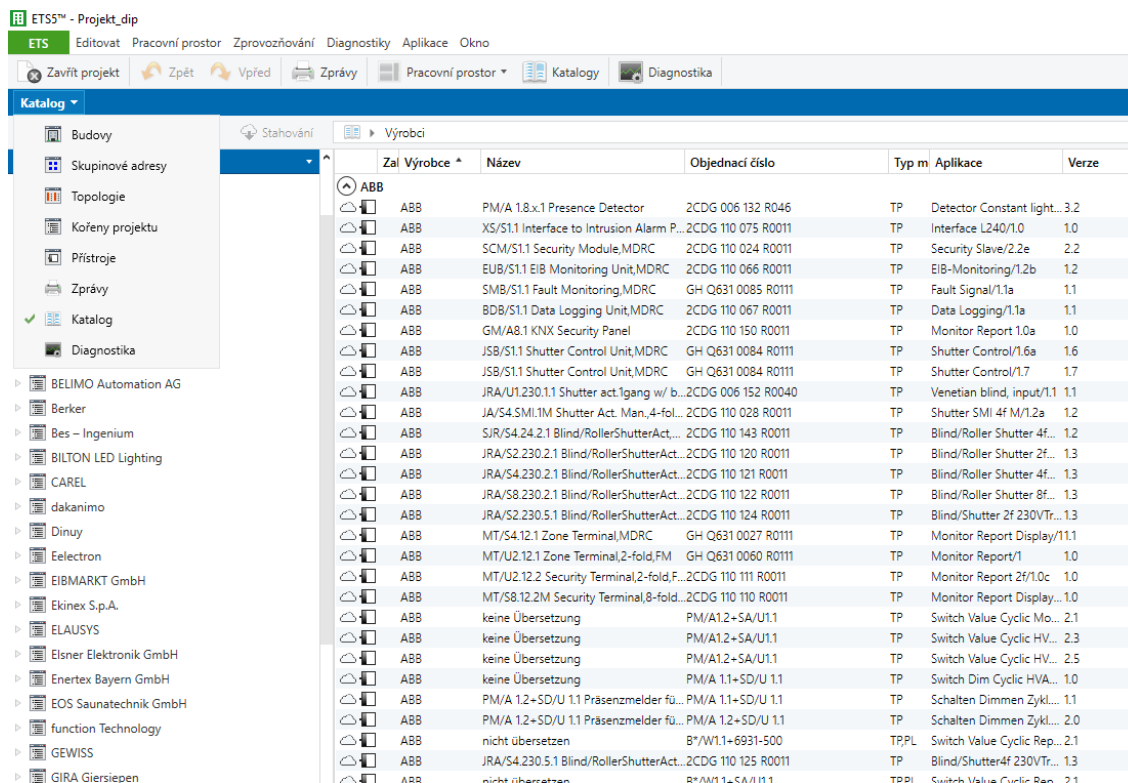 ETS5™ - Projekt_dip
ETS Editovat Pracovní prostor Zprovozňování Diagnostiky Aplikace Okno
Zavřít projekt Zpět Vpřed Zprávy Pracovní prostor Katalogy Diagnostika
Katalog
Budovy
Skupinové adresy
Topologie
Kořeny projektu
Přístroje
Zprávy
Katalog
Diagnostika
Stahování
BELIMO Automation AG
Berker
Bes – Ingenium
BILTON LED Lighting
CAREL
dakanimo
Dinuy
Eelectron
EIBMARKT GmbH
Ekinex S.p.A.
ELAUSYS
Elsner Elektronik GmbH
Enertex Bayern GmbH
EOS Saunatechnik GmbH
function Technology
GEWISS
GIRA Giersiepen
Výrobci
Zal Výrobce Název Objednací číslo Typ m Aplikace Verze
ABB
ABB PM/A 1.8.x.1 Presence Detector 2CDG 006 132 R046 TP Detector Constant light... 3.2
ABB XS/S1.1 Interface to Intrusion Alarm P... 2CDG 110 075 R0011 TP Interface L240/1.0 1.0
ABB SCM/S1.1 Security Module,MDRC 2CDG 110 024 R0011 TP Security Slave/2.2e 2.2
ABB EUB/S1.1 EIB Monitoring Unit,MDRC 2CDG 110 066 R0011 TP EIB-Monitoring/1.2b 1.2
ABB SMB/S1.1 Fault Monitoring,MDRC GH Q631 0085 R0111 TP Fault Signal/1.1a 1.1
ABB BDB/S1.1 Data Logging Unit,MDRC 2CDG 110 067 R0011 TP Data Logging/1.1a 1.1
ABB GM/A8.1 KNX Security Panel 2CDG 110 150 R0011 TP Monitor Report 1.0a 1.0
ABB JSB/S1.1 Shutter Control Unit,MDRC GH Q631 0084 R0111 TP Shutter Control/1.6a 1.6
ABB JSB/S1.1 Shutter Control Unit,MDRC GH Q631 0084 R0111 TP Shutter Control/1.7 1.7
ABB JRA/U1.230.1.1 Shutter act.1gang w/ b... 2CDG 006 152 R0040 TP Venetian blind, input/1.1 1.1
ABB JA/S4.SMI.1M Shutter Act. Man.,4-fol... 2CDG 110 028 R0011 TP Shutter SMI 4f M/1.2a 1.2
ABB SJR/S4.24.2.1 Blind/RollerShutterAct,... 2CDG 110 143 R0011 TP Blind/Roller Shutter 4f... 1.2
ABB JRA/S2.230.2.1 Blind/RollerShutterAct... 2CDG 110 120 R0011 TP Blind/Roller Shutter 2f... 1.3
ABB JRA/S4.230.2.1 Blind/RollerShutterAct... 2CDG 110 121 R0011 TP Blind/Roller Shutter 4f... 1.3
ABB JRA/S8.230.2.1 Blind/RollerShutterAct... 2CDG 110 122 R0011 TP Blind/Roller Shutter 8f... 1.3
ABB JRA/S2.230.5.1 Blind/RollerShutterAct... 2CDG 110 124 R0011 TP Blind/Shutter 2f 230VTr... 1.3
ABB MT/S4.12.1 Zone Terminal,MDRC GH Q631 0027 R0111 TP Monitor Report Display/1 1.1
ABB MT/U2.12.1 Zone Terminal,2-fold,FM GH Q631 0060 R0111 TP Monitor Report/1 1.0
ABB MT/U2.12.2 Security Terminal,2-fold,F... 2CDG 110 111 R0011 TP Monitor Report 2f/1.0c 1.0
ABB MT/S8.12.2M Security Terminal,8-fold... 2CDG 110 110 R0011 TP Monitor Report Display... 1.0
ABB keine Übersetzung PM/A1.2+SA/U1.1 TP Switch Value Cyclic Mo... 2.1
ABB keine Übersetzung PM/A1.2+SA/U1.1 TP Switch Value Cyclic HV... 2.3
ABB keine Übersetzung PM/A1.2+SA/U1.1 TP Switch Value Cyclic HV... 2.5
ABB keine Übersetzung PM/A 1.1+SD/U 1.1 TP Switch Dim Cyclic HVA... 1.0
ABB PM/A 1.2+SD/U 1.1 Präsenzmelder fü... PM/A 1.1+SD/U 1.1 TP Schalten Dimmen Zykl.... 1.1
ABB PM/A 1.2+SD/U 1.1 Präsenzmelder fü... PM/A 1.2+SD/U 1.1 TP Schalten Dimmen Zykl.... 2.0
ABB nicht übersetzen B*/W1.1+6931-500 TP,PL Switch Value Cyclic Rep... 2.1
ABB JRA/S4.230.5.1 Blind/RollerShutterAct... 2CDG 110 125 R0011 TP Blind/Shutter4f 230VTr... 1.3
ABB nicht übersetzen B*/W1.1+SA/U1.1 TP,PL Switch Value Cyclic Rep... 2.1